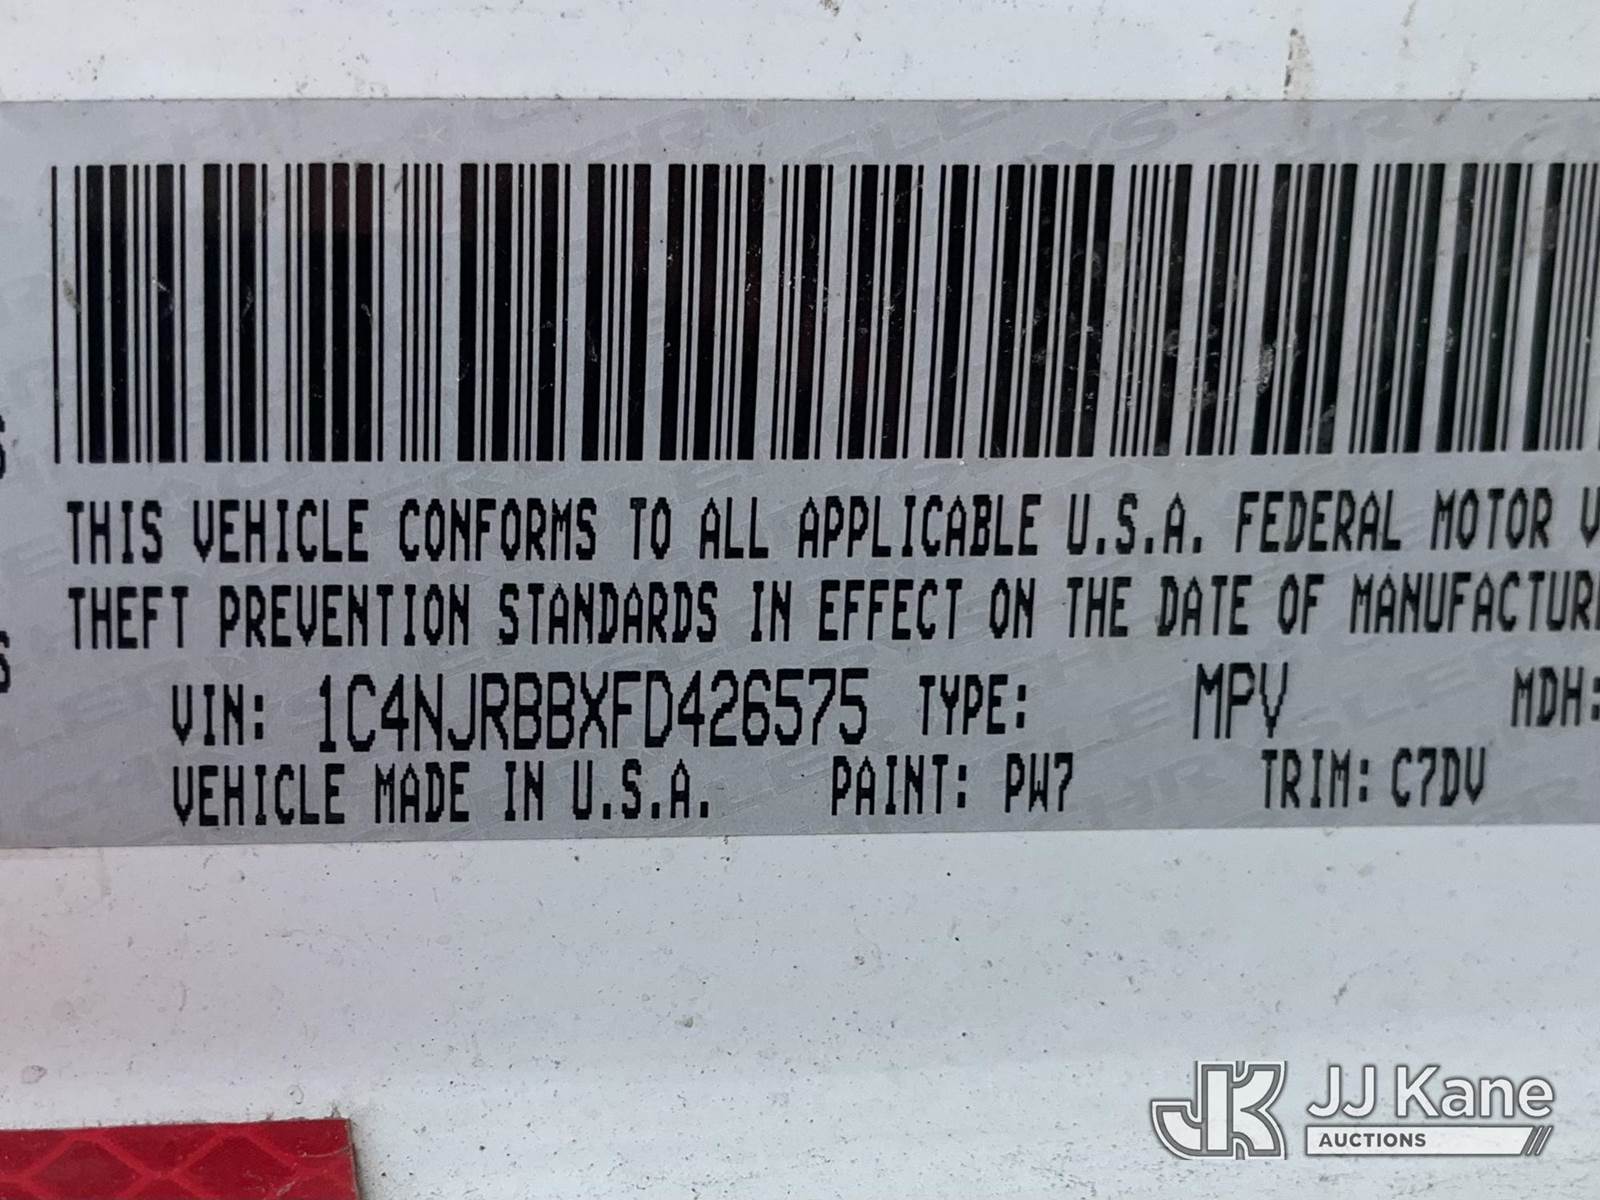 THIS VEHICLE CONFORMS TO ALL APPLICABLE U.S.A. FEDERAL MOTOR V
THEFT PREVENTION STANDARDS IN EFFECT ON THE DATE OF MANUFACTUR
VIN: 1C4NJRBBXFD426575 TYPE: MPV MDH:
VEHICLE MADE IN U.S.A. PAINT: PW7 TRIM: C7DV
JK JJ Kane
AUCTIONS